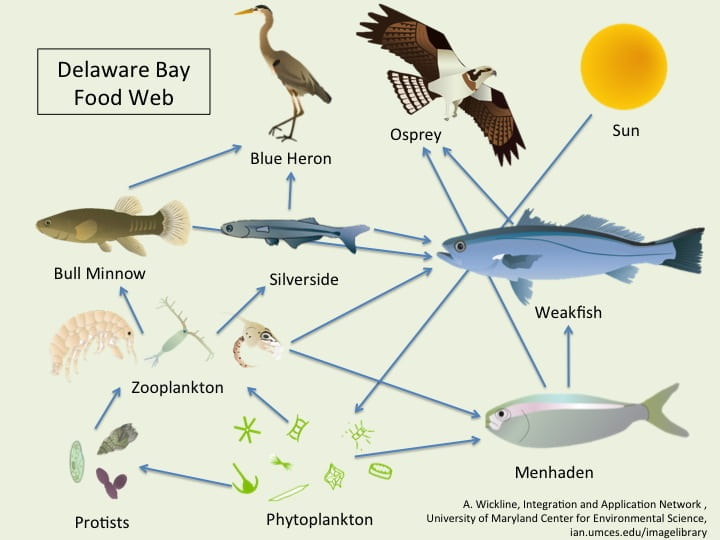 Delaware Bay
Food Web
Sun
Osprey
Blue Heron
Bull Minnow
Silverside
Weakfish
Zooplankton
Menhaden
Protists
Phytoplankton
A. Wickline, Integration and Application Network ,
University of Maryland Center for Environmental Science,
ian.umces.edu/imagelibrary